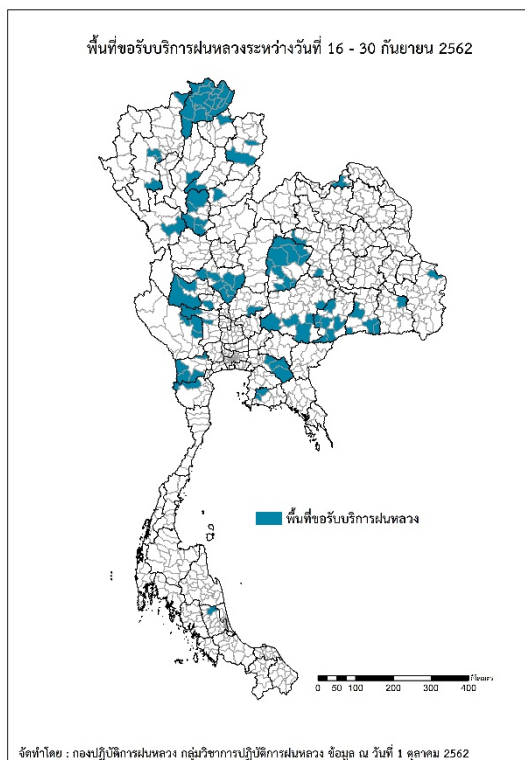 พื้นที่ขอรับบริการฝนหลวงระหว่างวันที่ 16 - 30 กันยายน 2562
พื้นที่ขอรับบริการฝนหลวง
0 25 50 100 200 300 400
จัดทำโดย : กองปฏิบัติการฝนหลวง กลุ่มวิชาการปฏิบัติการฝนหลวง ข้อมูล ณ วันที่ 1 ตุลาคม 2562